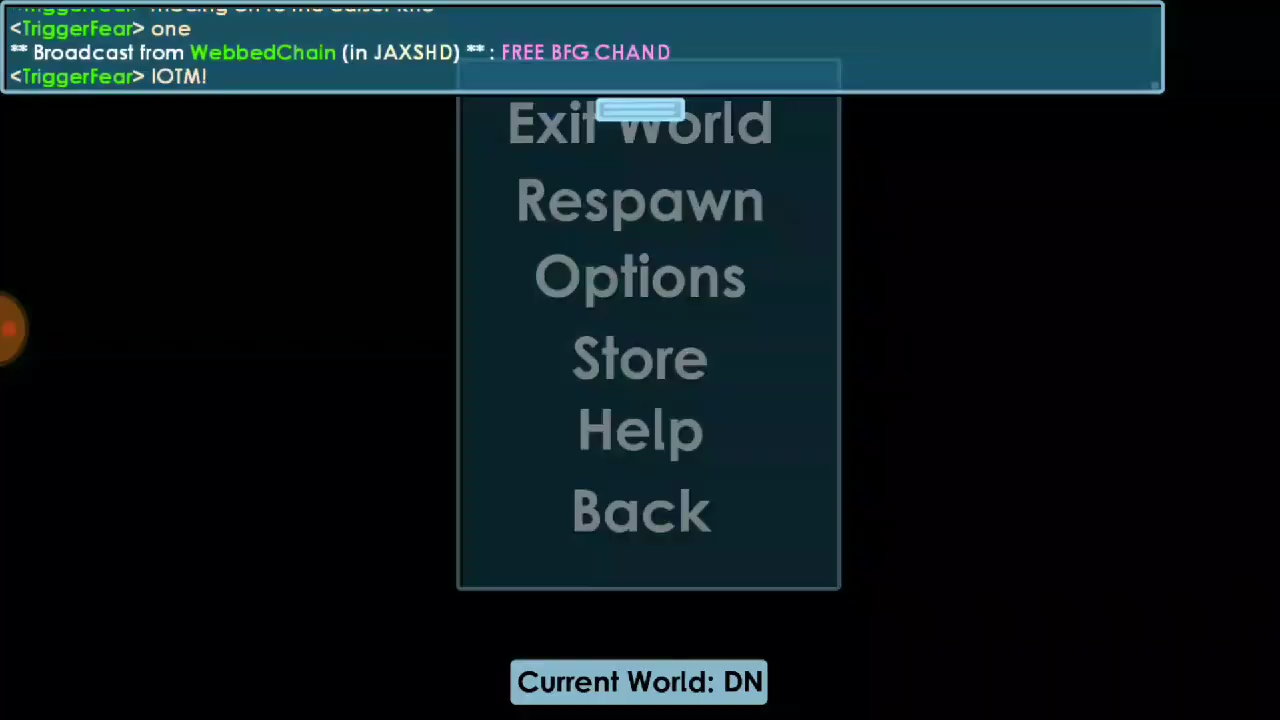 <TriggerFear> one
** Broadcast from WebbedChain (in JAXSHD) ** : FREE BFG CHAND
<TriggerFear> IOTM!
Exit World
Respawn
Options
Store
Help
Back
Current World: DN